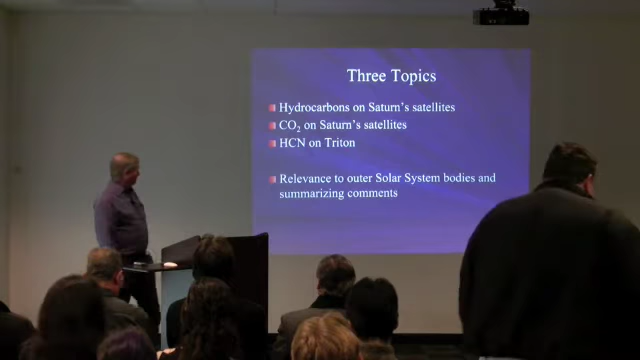 Three Topics
Hydrocarbons on Saturn's satellites
CO₂ on Saturn's satellites
HCN on Triton
Relevance to outer Solar System bodies and
summarizing comments